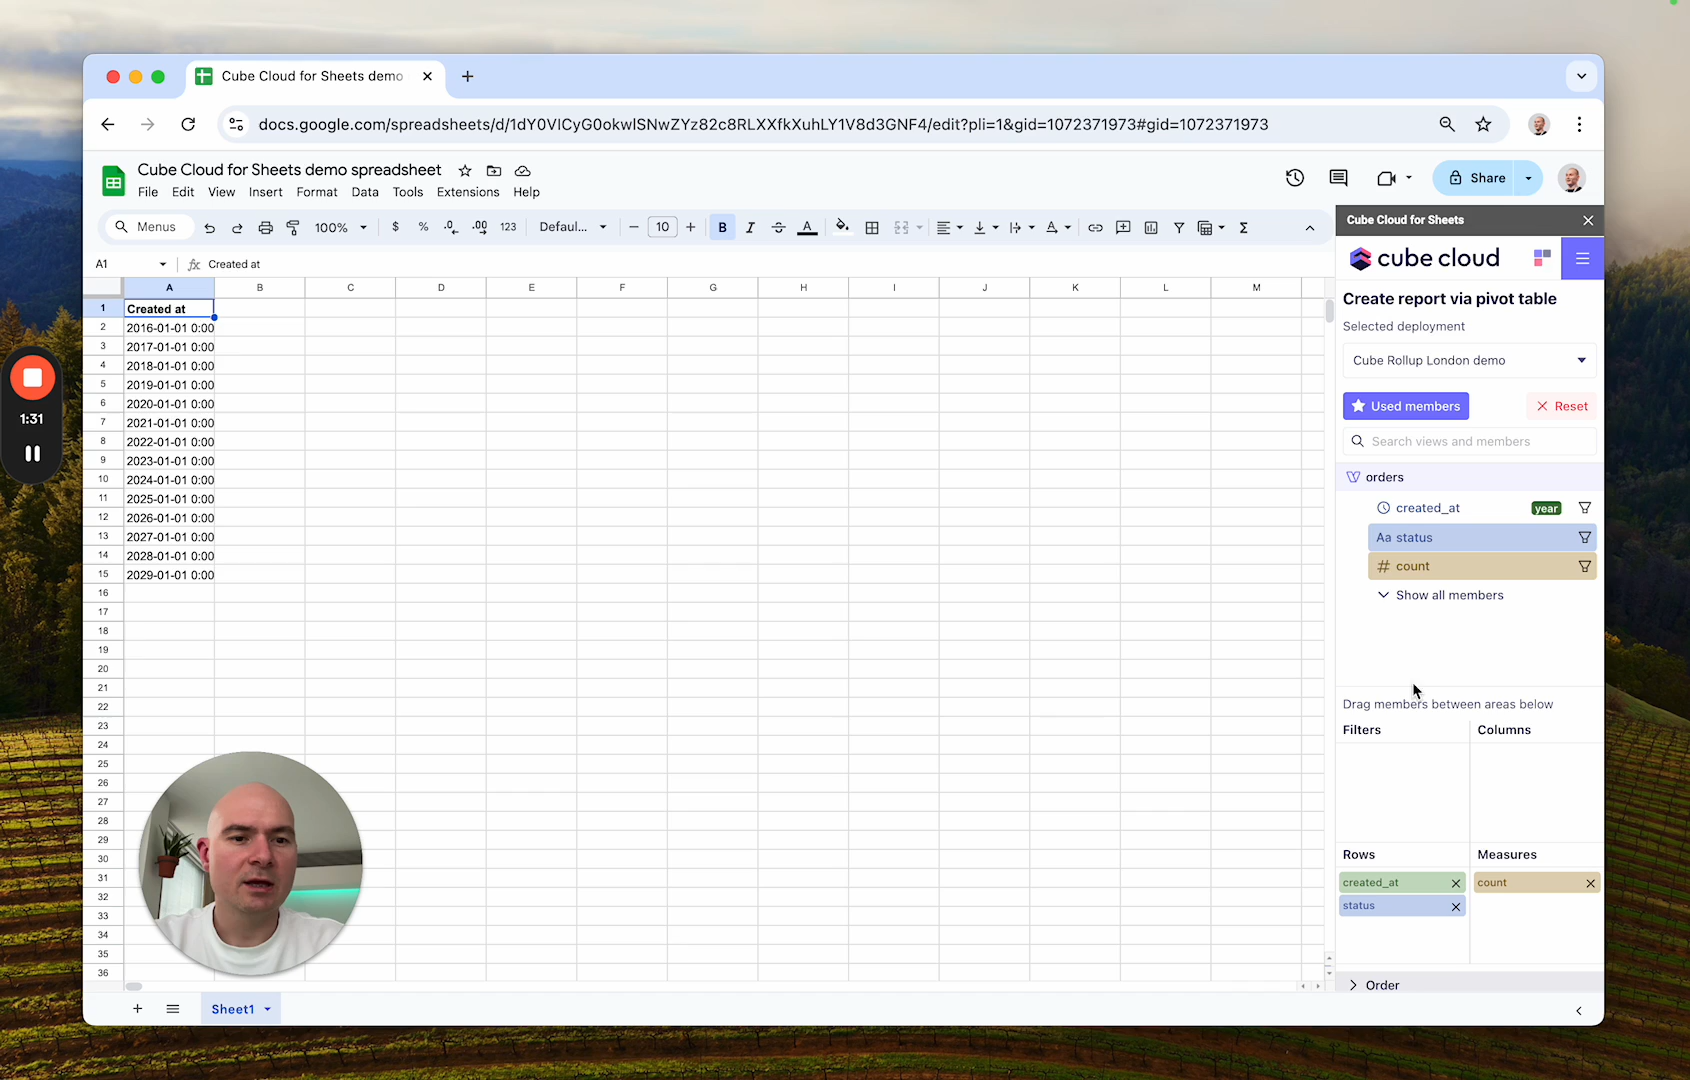 Cube Cloud for Sheets demo
docs.google.com/spreadsheets/d/1dY0VlCyG0okwlSNwZYz82c8RLXXfkXuhLY1V8d3GNF4/edit?pli=1&gid=1072371973#gid=1072371973
Cube Cloud for Sheets demo spreadsheet
File Edit View Insert Format Data Tools Extensions Help
Share
Menus 100% $ % .0 .00 123 Defaul... 10 B I A Σ
A1 fx Created at
A B C D E F G H I J K L M
1 Created at
2 2016-01-01 0:00
3 2017-01-01 0:00
4 2018-01-01 0:00
5 2019-01-01 0:00
6 2020-01-01 0:00
7 2021-01-01 0:00
8 2022-01-01 0:00
9 2023-01-01 0:00
10 2024-01-01 0:00
11 2025-01-01 0:00
12 2026-01-01 0:00
13 2027-01-01 0:00
14 2028-01-01 0:00
15 2029-01-01 0:00
16
17
18
19
20
21
22
23
24
25
26
27
28
29
30
31
32
33
34
35
36
Sheet1
1:31
Cube Cloud for Sheets
cube cloud
Create report via pivot table
Selected deployment
Cube Rollup London demo
Used members Reset
Search views and members
orders
created_at year
Aa status
# count
Show all members
Drag members between areas below
Filters Columns
Rows Measures
created_at count
status
Order